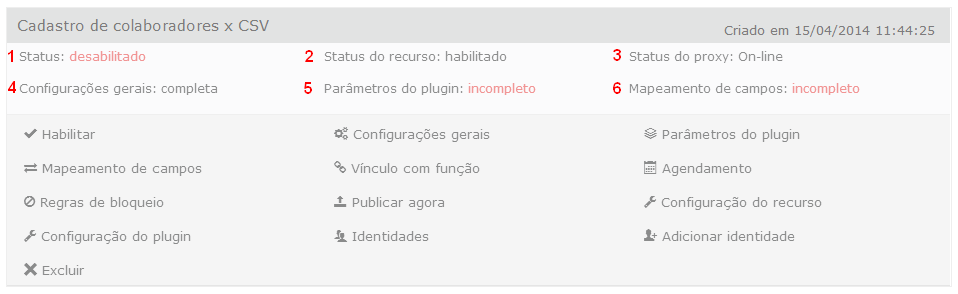 Cadastro de colaboradores x CSV
Criado em 15/04/2014 11:44:25
1 Status: desabilitado 2 Status do recurso: habilitado 3 Status do proxy: On-line
4 Configurações gerais: completa 5 Parâmetros do plugin: incompleto 6 Mapeamento de campos: incompleto
Habilitar Configurações gerais Parâmetros do plugin
Mapeamento de campos Vínculo com função Agendamento
Regras de bloqueio Publicar agora Configuração do recurso
Configuração do plugin Identidades Adicionar identidade
Excluir